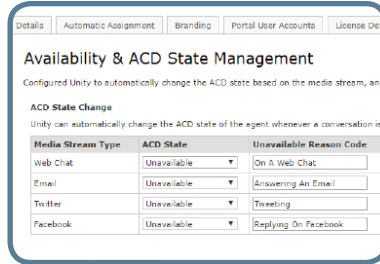 Details Automatic Assignment Branding Portal User Accounts License De
Availability & ACD State Management
Configured Unity to automatically change the ACD state based on the media stream, an
ACD State Change
Unity can automatically change the ACD state of the agent whenever a conversation is
Media Stream Type ACD State Unavailable Reason Code
Web Chat Unavailable On A Web Chat
Email Unavailable Answering An Email
Twitter Unavailable Tweeting
Facebook Unavailable Replying On Facebook